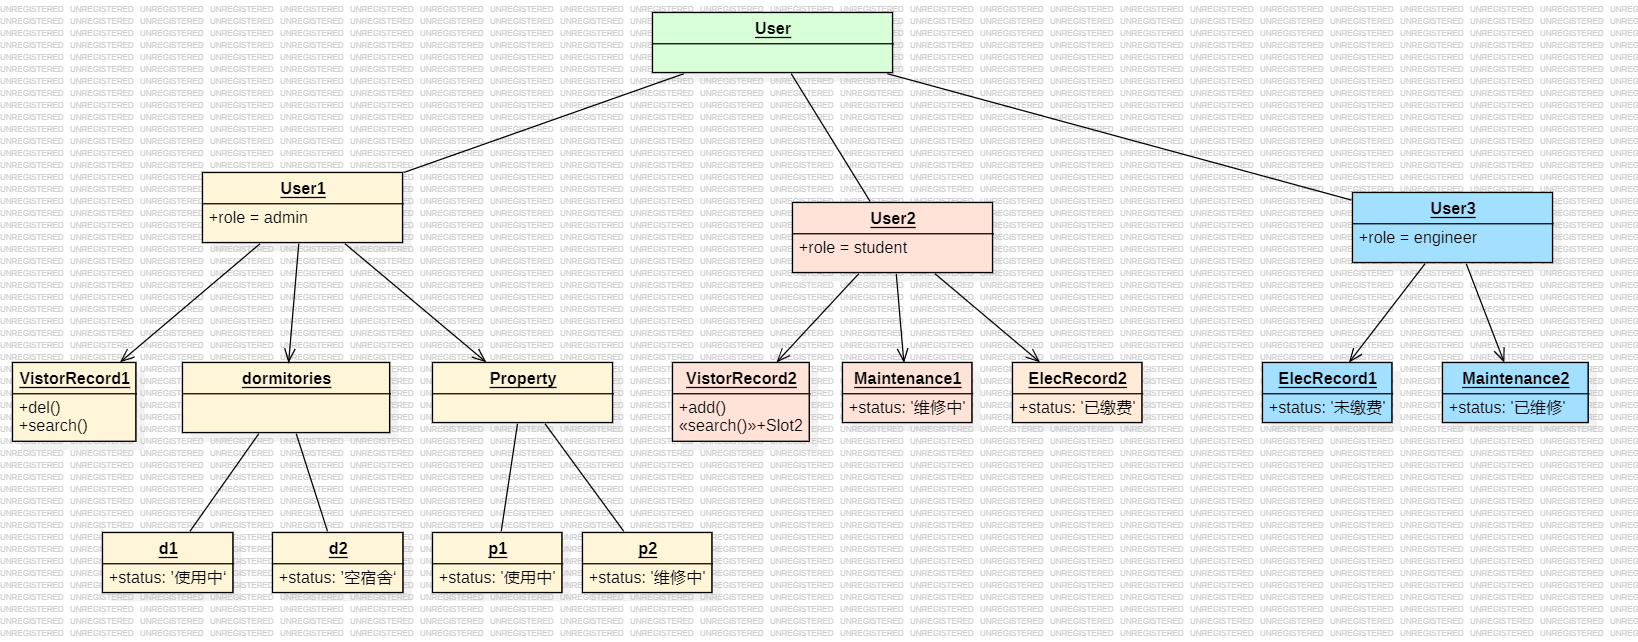 User
User1
+role = admin
User2
+role = student
User3
+role = engineer
VistorRecord1
+del()
+search()
dormitories
Property
VistorRecord2
+add()
«search()»+Slot2
Maintenance1
+status: '维修中'
ElecRecord2
+status: '已缴费'
ElecRecord1
+status: '未缴费'
Maintenance2
+status: '已维修'
d1
+status: '使用中'
d2
+status: '空宿舍'
p1
+status: '使用中'
p2
+status: '维修中'
UNREGISTERED